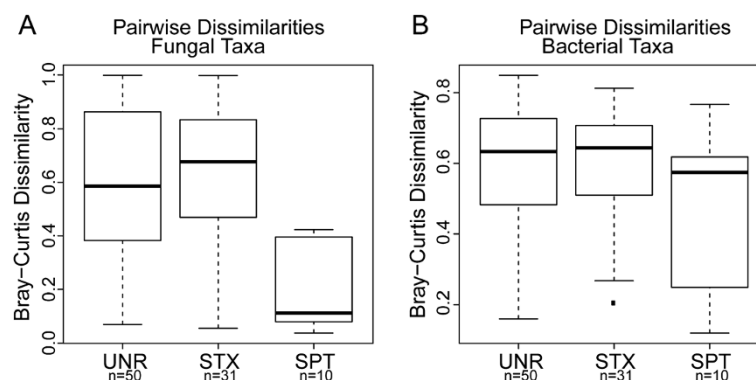 A
Pairwise Dissimilarities
Fungal Taxa
Bray-Curtis Dissimilarity
1.0
0.8
0.6
0.4
0.2
0.0
UNR
STX
SPT
n=50
n=31
n=10
B
Pairwise Dissimilarities
Bacterial Taxa
Bray-Curtis Dissimilarity
0.8
0.6
0.4
0.2
UNR
STX
SPT
n=50
n=31
n=10